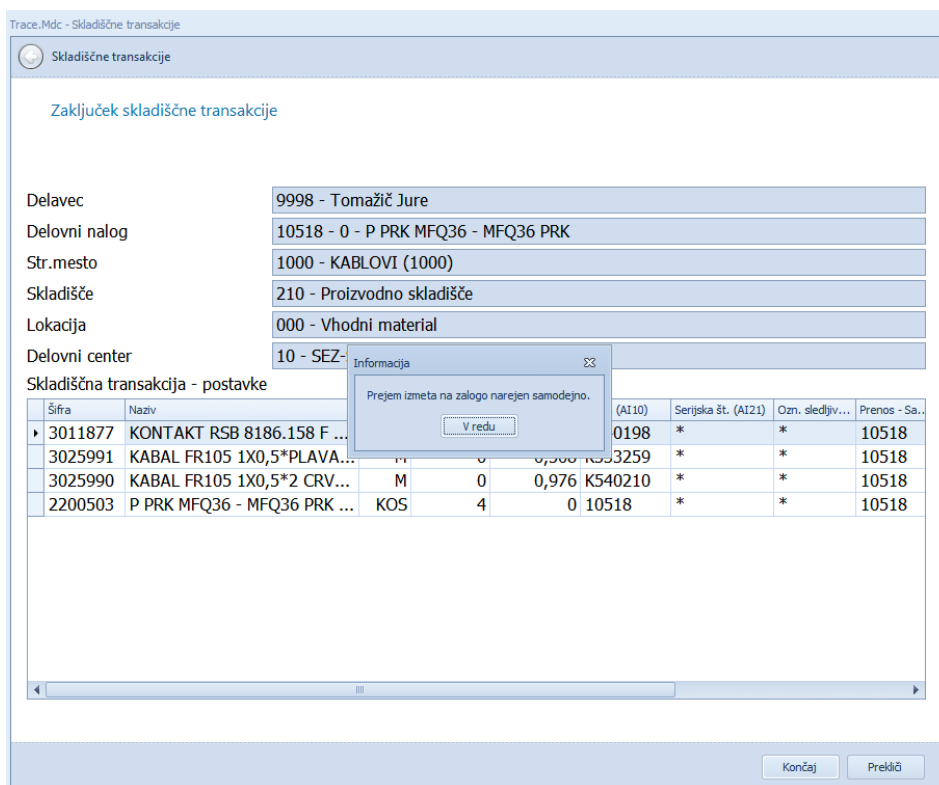 Trace.Mdc - Skladiščne transakcije
Skladiščne transakcije
Zaključek skladiščne transakcije
Delavec 9998 - Tomažič Jure
Delovni nalog 10518 - 0 - P PRK MFQ36 - MFQ36 PRK
Str.mesto 1000 - KABLOVI (1000)
Skladišče 210 - Proizvodno skladišče
Lokacija 000 - Vhodni material
Delovni center 10 - SEZ-
Informacija
Prejem izmeta na zalogo narejen samodejno.
V redu
Skladiščna transakcija - postavke
Šifra Naziv (AI10) Serijska št. (AI21) Ozn. sledljiv... Prenos - Sa..
3011877 KONTAKT RSB 8186.158 F ... 0198 * * 10518
3025991 KABAL FR105 1X0,5*PLAVA... M 0 K533259 * * 10518
3025990 KABAL FR105 1X0,5*2 CRV... M 0 0,976 K540210 * * 10518
2200503 P PRK MFQ36 - MFQ36 PRK ... KOS 4 0 10518 * * 10518
Končaj Prekliči